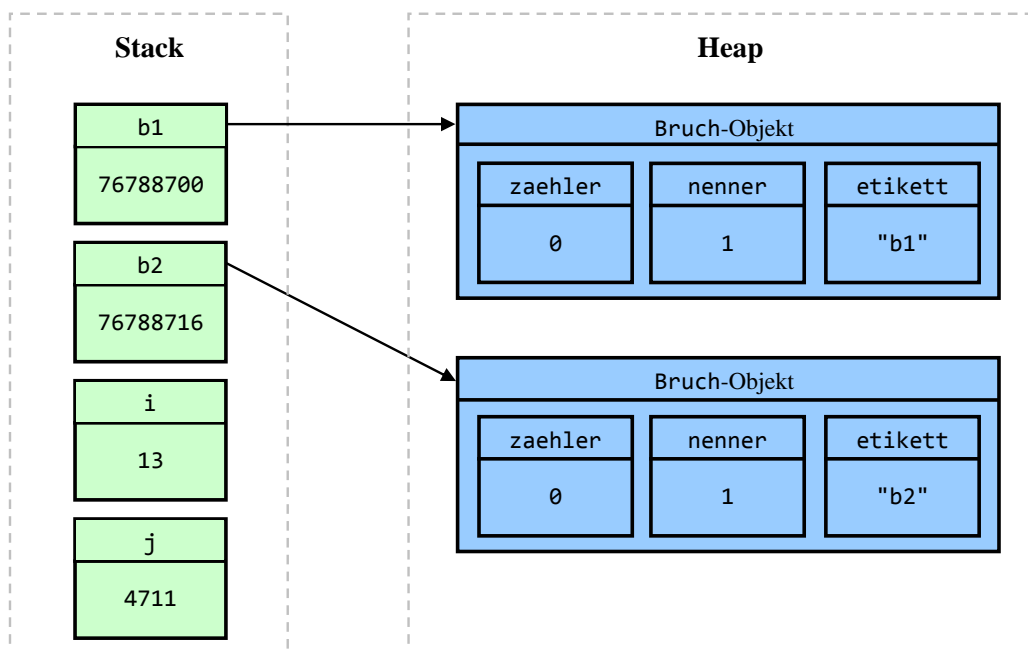 Stack
Heap
b1
76788700
b2
76788716
i
13
j
4711
Bruch-Objekt
zaehler nenner etikett
0 1 "b1"
Bruch-Objekt
zaehler nenner etikett
0 1 "b2"